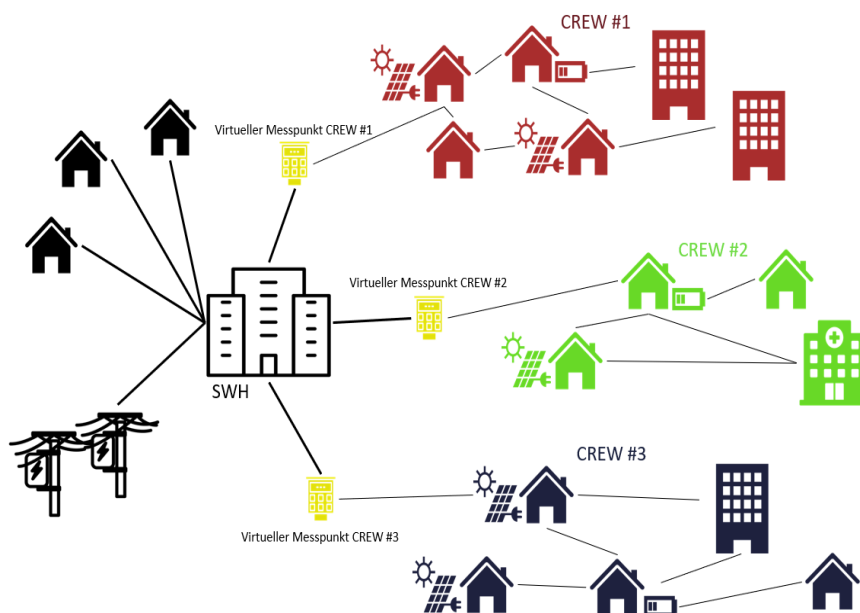 CREW #1
Virtueller Messpunkt CREW #1
CREW #2
Virtueller Messpunkt CREW #2
SWH
CREW #3
Virtueller Messpunkt CREW #3